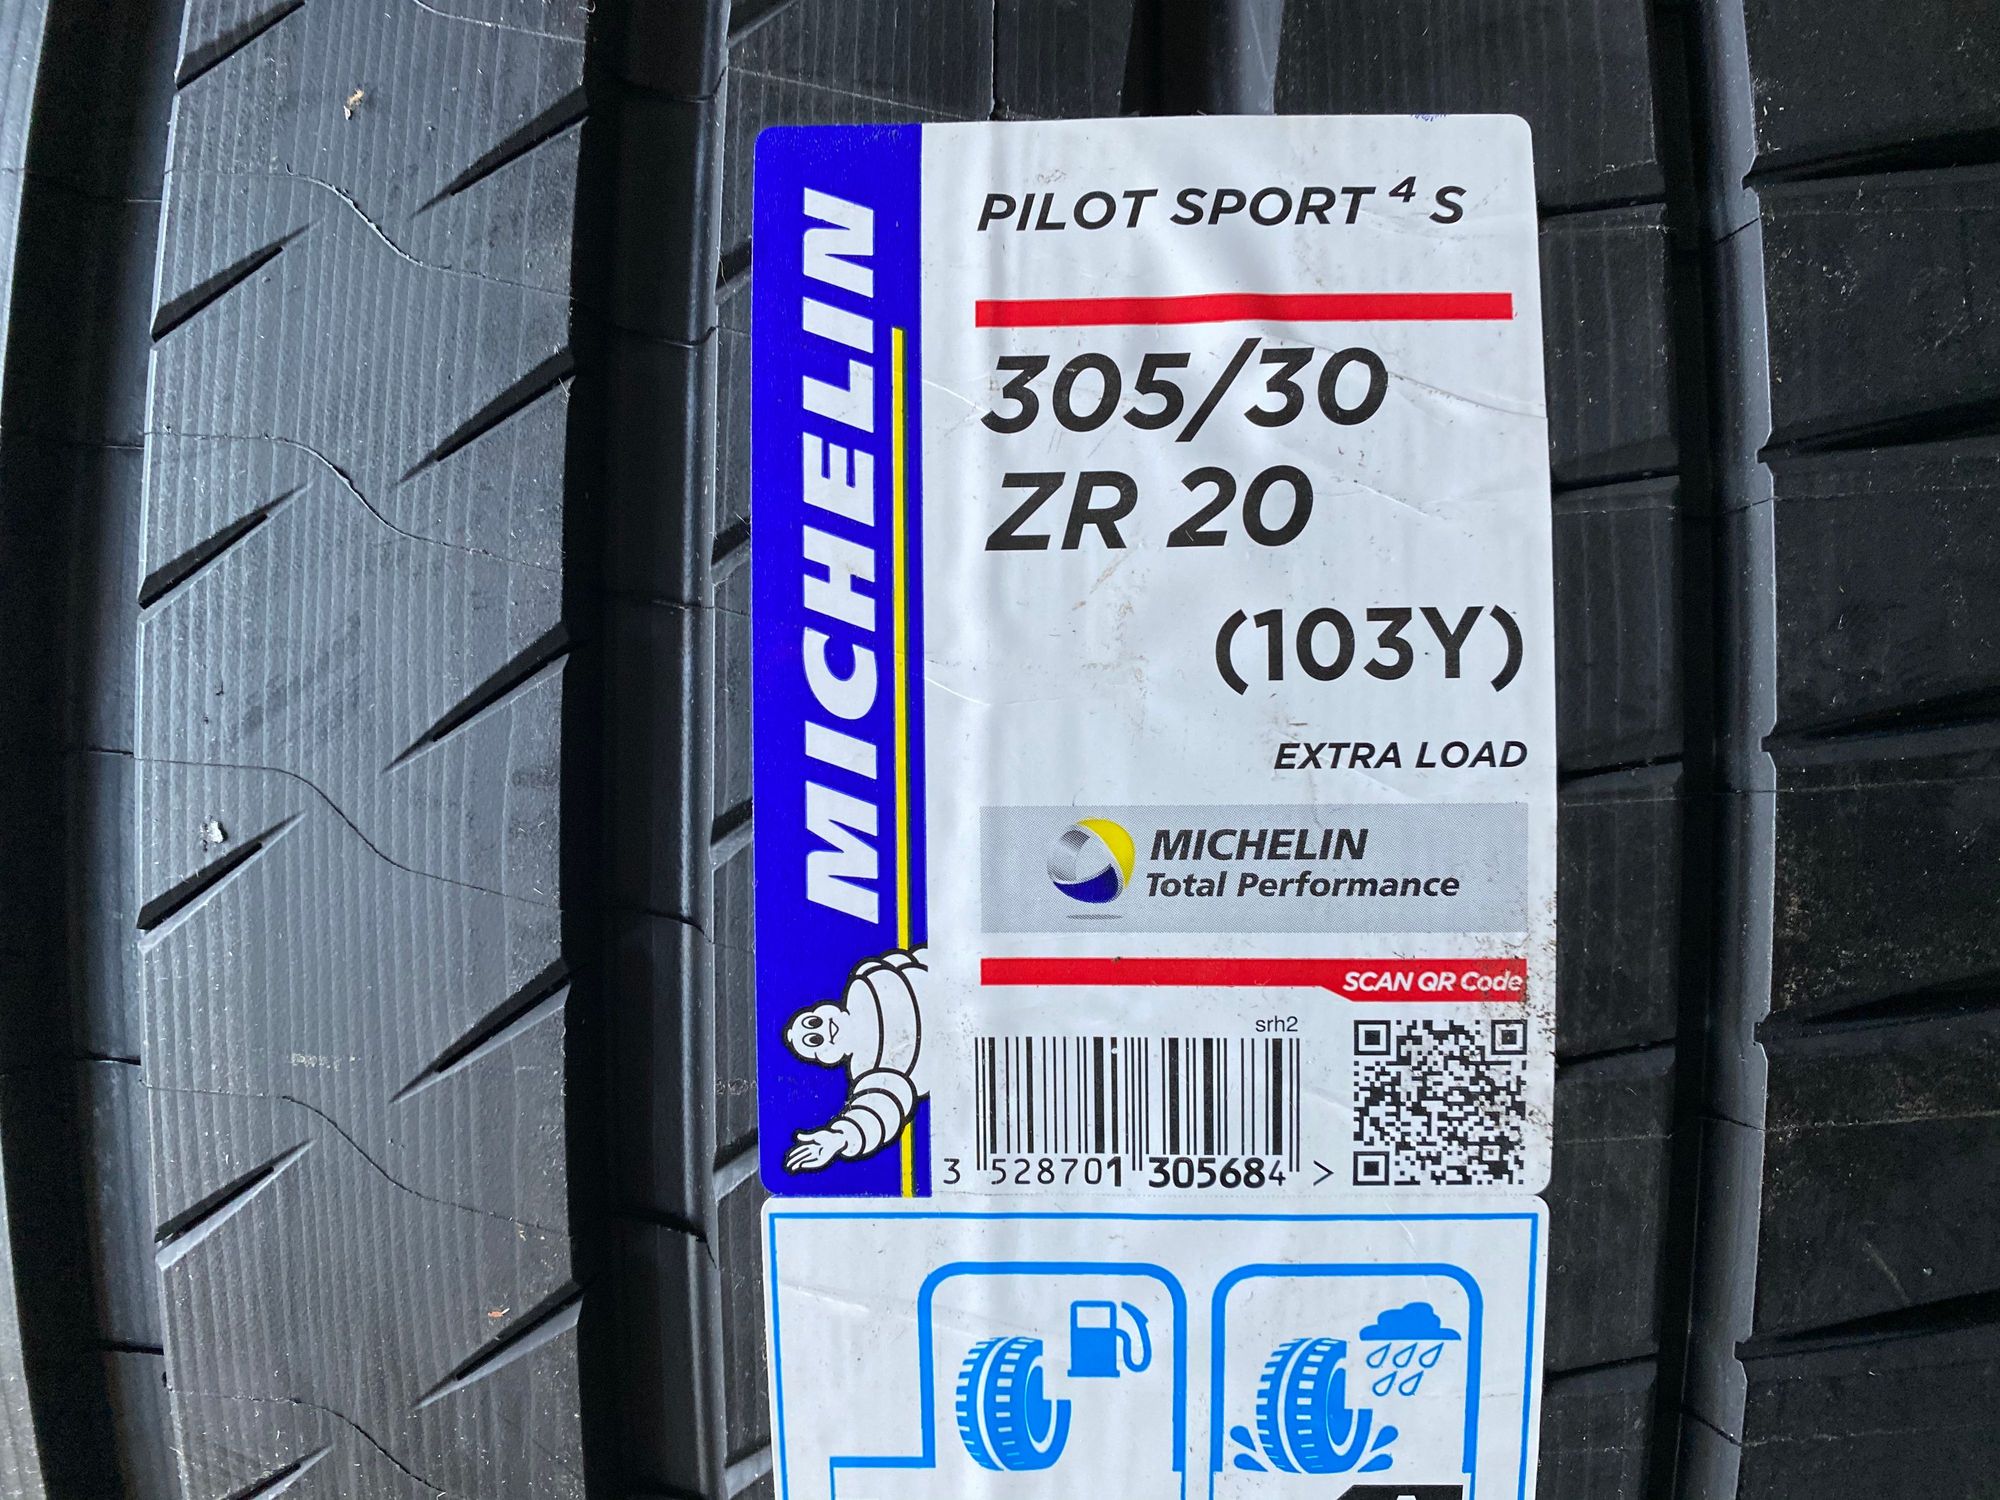 MICHELIN
PILOT SPORT 4 S
305/30
ZR 20
(103Y)
EXTRA LOAD
MICHELIN
Total Performance
SCAN QR Code
srh2
3 528701 305684 >